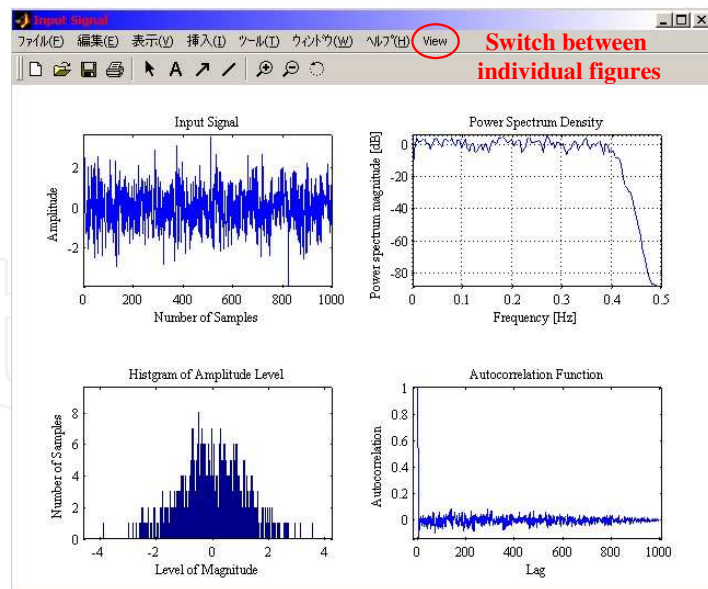 Input Signal
ファイル(F) 編集(E) 表示(V) 挿入(I) ツール(T) ウィンドウ(W) ヘルプ(H) View
Switch between
individual figures
A
Input Signal
Amplitude
2
0
-2
0 200 400 600 800 1000
Number of Samples
Power Spectrum Density
Power spectrum magnitude [dB]
0
-20
-40
-60
-80
0 0.1 0.2 0.3 0.4 0.5
Frequency [Hz]
Histgram of Amplitude Level
Number of Samples
8
6
4
2
0
-4 -2 0 2 4
Level of Magnitude
Autocorrelation Function
Autocorrelation
1
0.8
0.6
0.4
0.2
0
0 200 400 600 800 1000
Lag